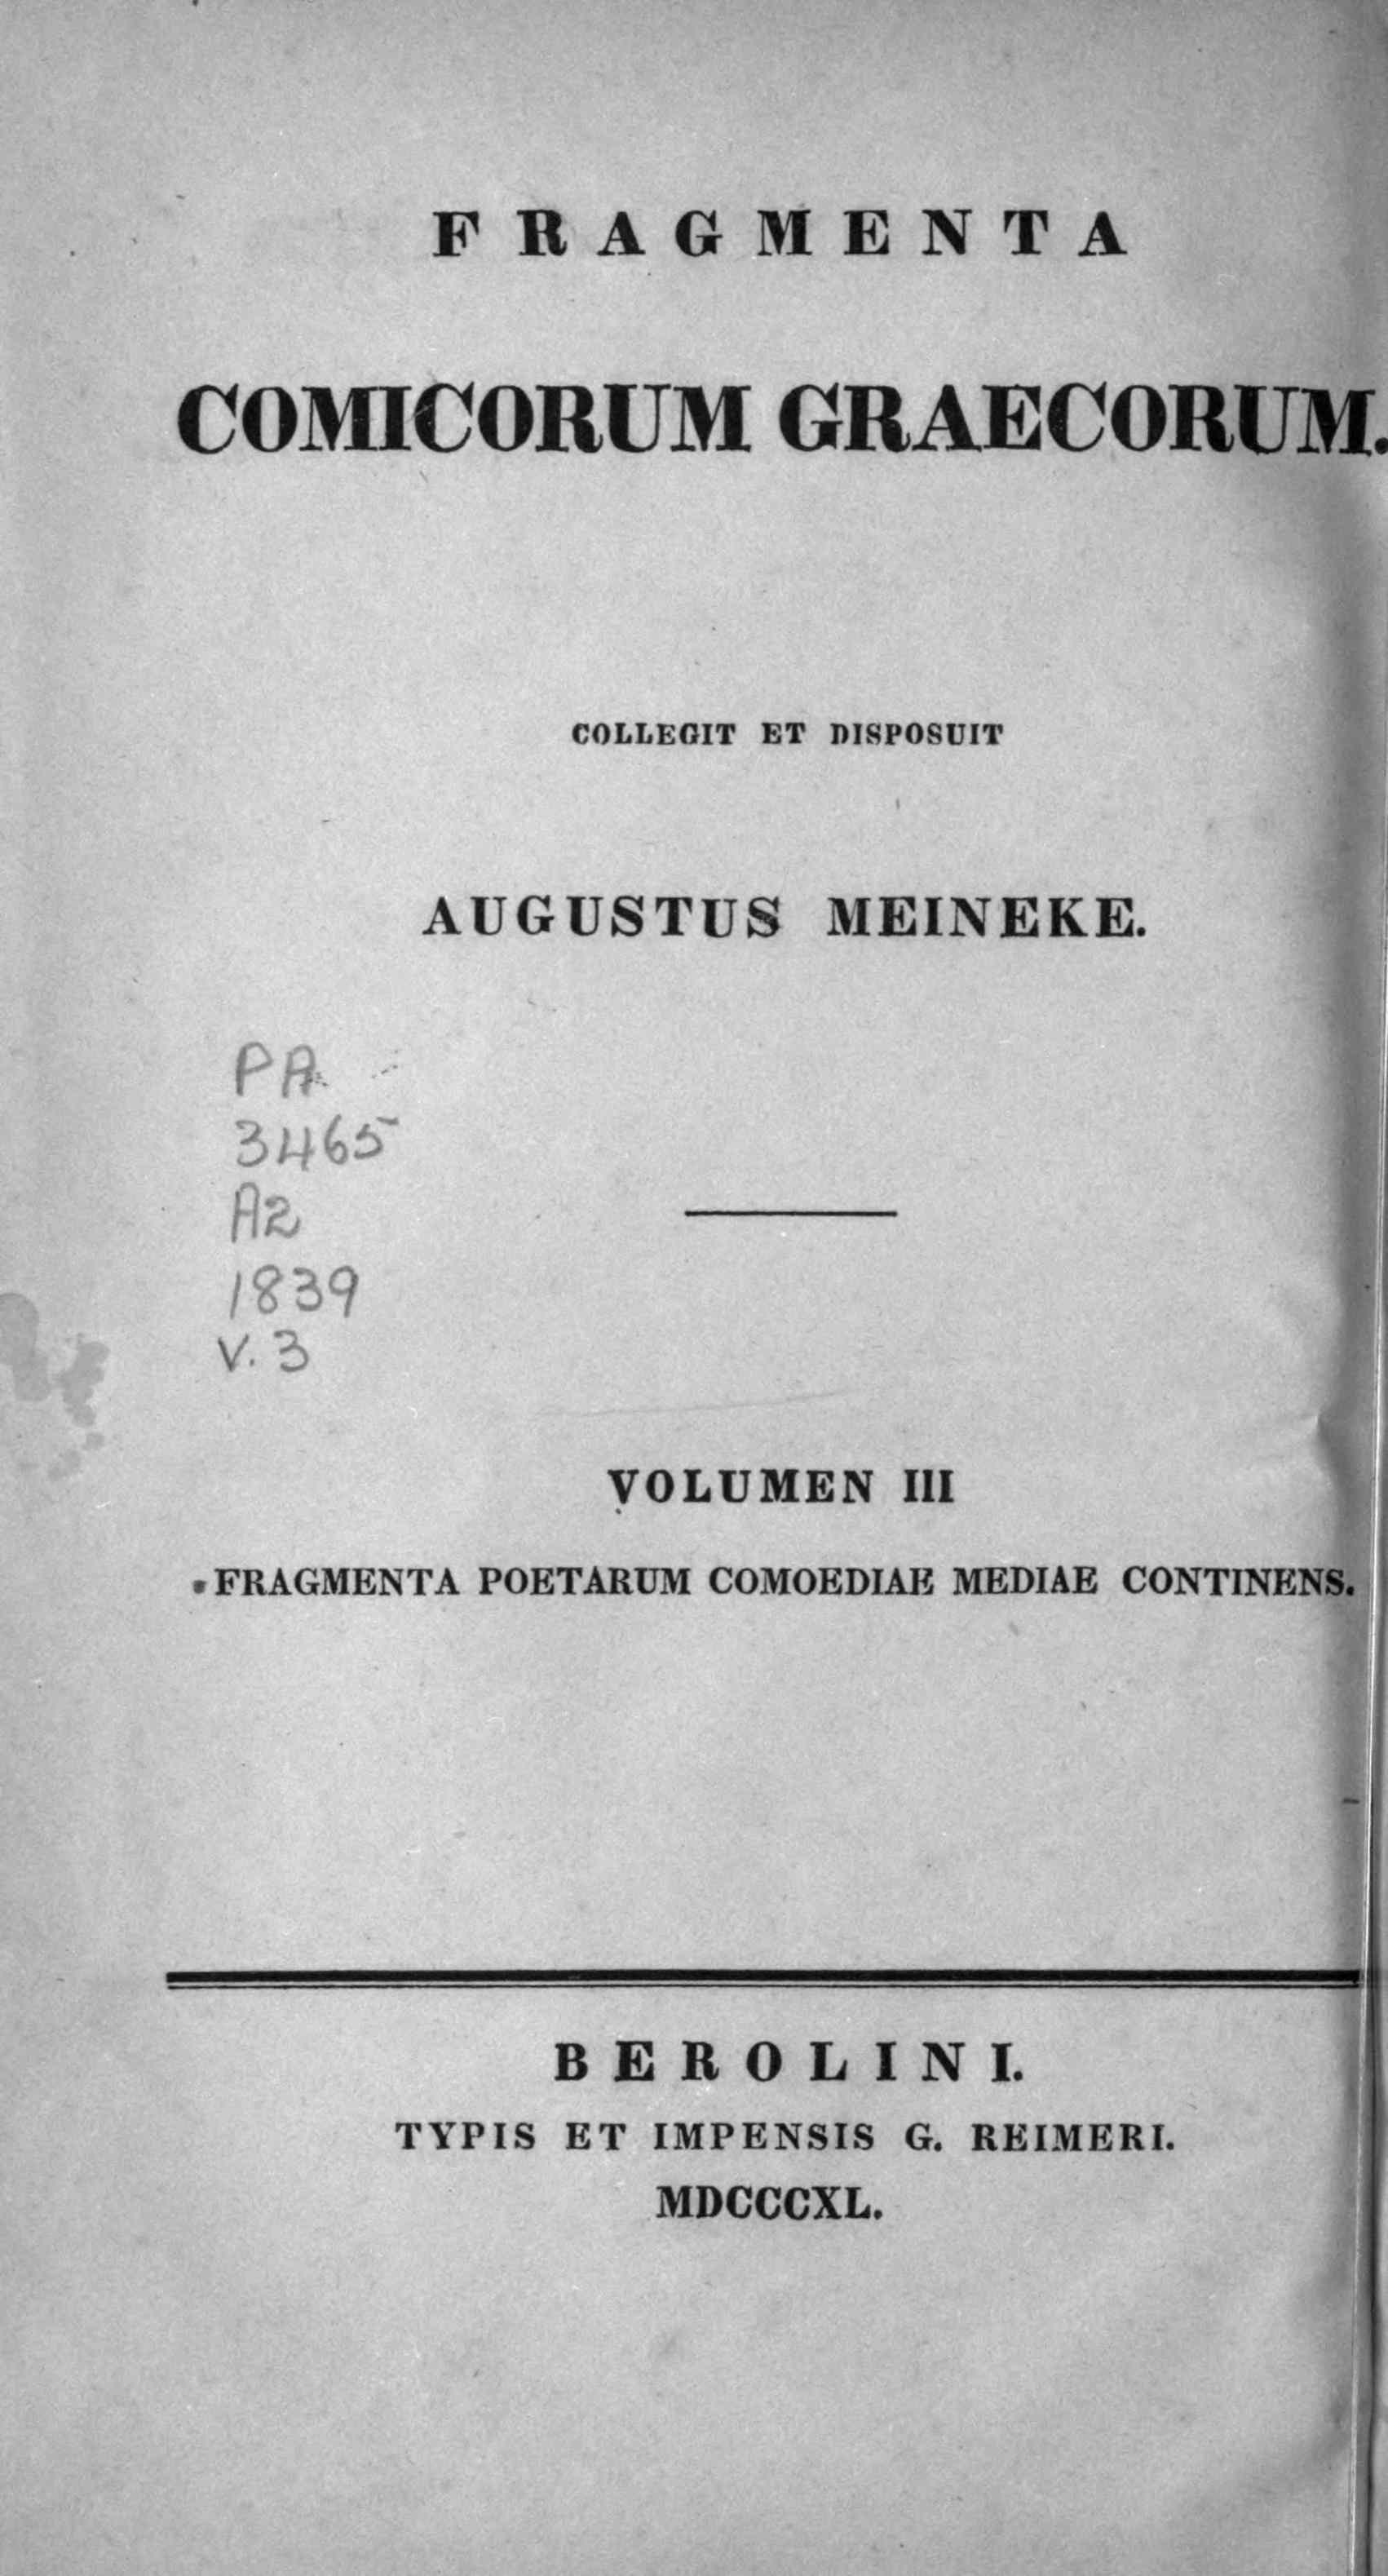 FRAGMENTA
COMICORUM GRAECORUM.
COLLEGIT ET DISPOSUIT
AUGUSTUS MEINEKE.
PA
3465
A2
1839
V. 3
VOLUMEN III
FRAGMENTA POETARUM COMOEDIAE MEDIAE CONTINENS.
BEROLINI.
TYPIS ET IMPENSIS G. REIMERI.
MDCCCXL.